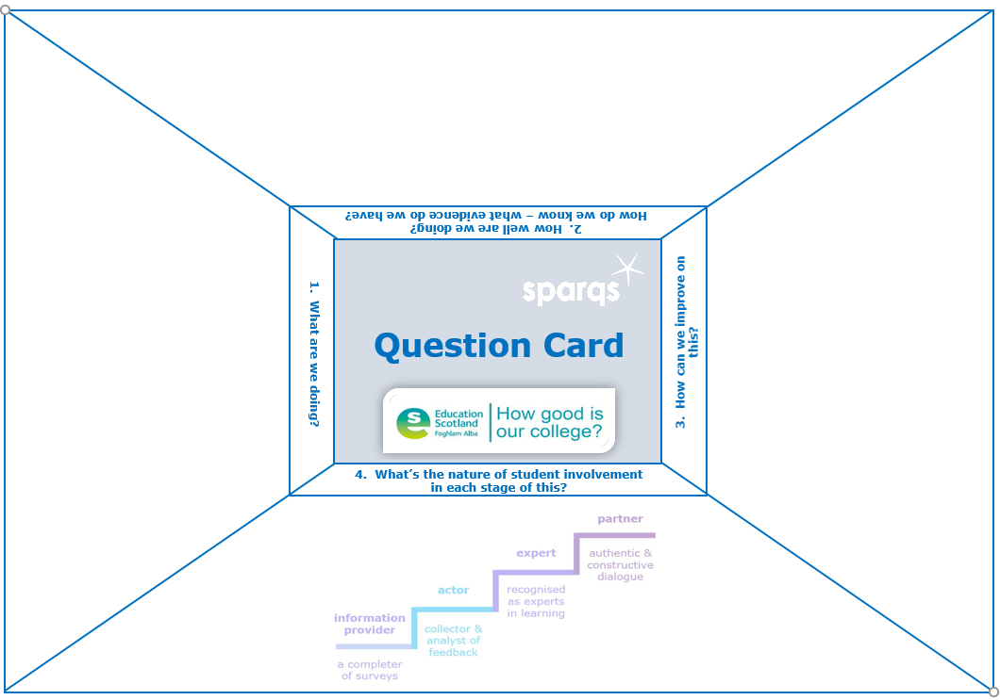 2.  How well are we doing?
How do we know – what evidence do we have?
1.  What are we doing?
sparqs
Question Card
Education
Scotland
Foghlam Alba
How good is
our college?
3.  How can we improve on
this?
4.  What's the nature of student involvement
in each stage of this?
partner
authentic &
constructive
dialogue
expert
recognised
as experts
in learning
actor
collector &
analyst of
feedback
information
provider
a completer
of surveys